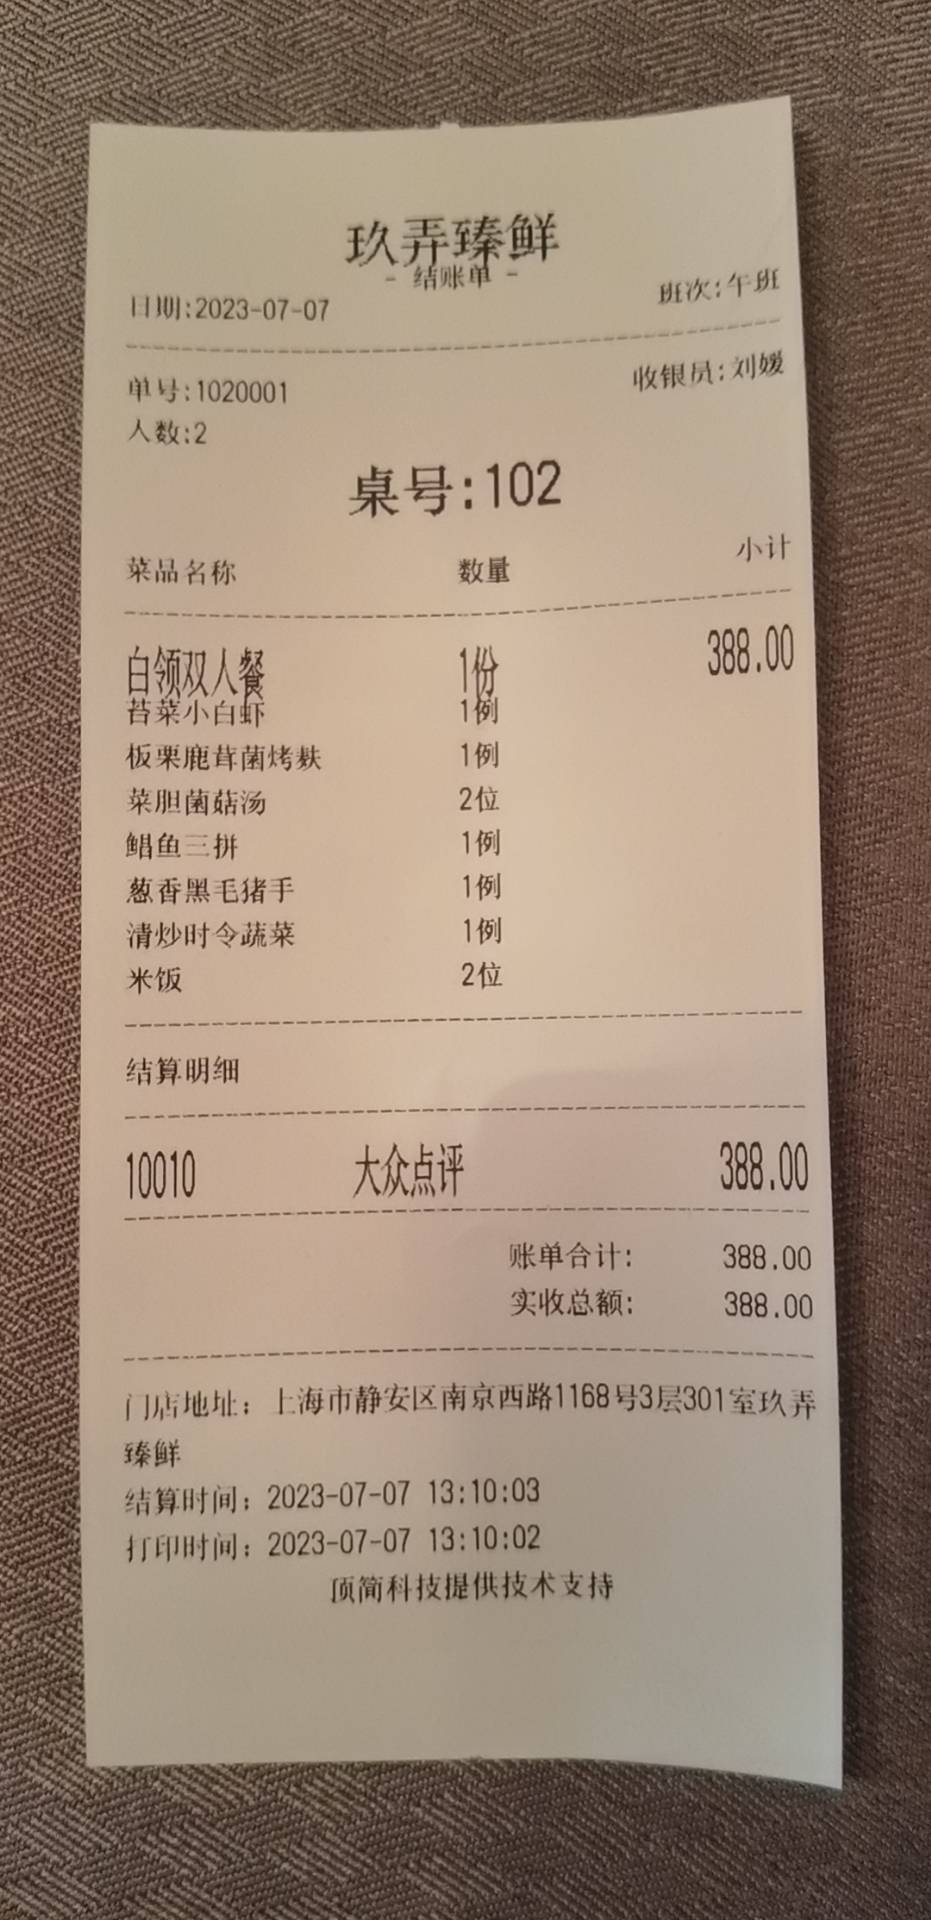 玖弄臻鲜
- 结账单 -
日期:2023-07-07 班次:午班
单号:1020001 收银员:刘媛
人数:2
桌号:102
菜品名称 数量 小计
白领双人餐 1份 388.00
苔菜小白虾 1例
板栗鹿茸菌烤麸 1例
菜胆菌菇汤 2位
鲳鱼三拼 1例
葱香黑毛猪手 1例
清炒时令蔬菜 1例
米饭 2位
结算明细
10010 大众点评 388.00
账单合计: 388.00
实收总额: 388.00
门店地址：上海市静安区南京西路1168号3层301室玖弄
臻鲜
结算时间：2023-07-07 13:10:03
打印时间：2023-07-07 13:10:02
顶简科技提供技术支持